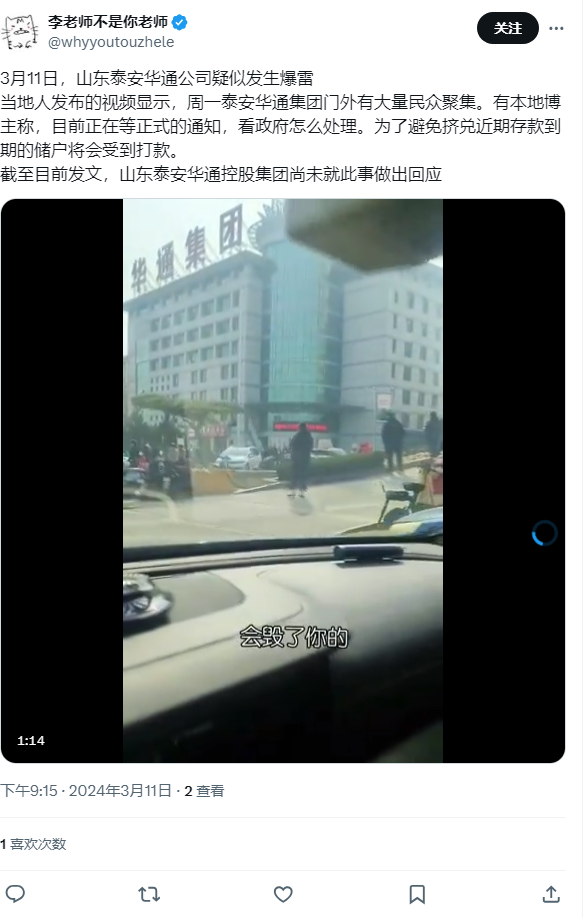 李老师不是你老师
@whyyoutouzhele
关注
3月11日，山东泰安华通公司疑似发生爆雷
当地人发布的视频显示，周一泰安华通集团门外有大量民众聚集。有本地博
主称，目前正在等正式的通知，看政府怎么处理。为了避免挤兑近期存款到
期的储户将会受到打款。
截至目前发文，山东泰安华通控股集团尚未就此事做出回应
华通集团
会毁了你的
1:14
下午9:15 · 2024年3月11日 · 2 查看
1 喜欢次数